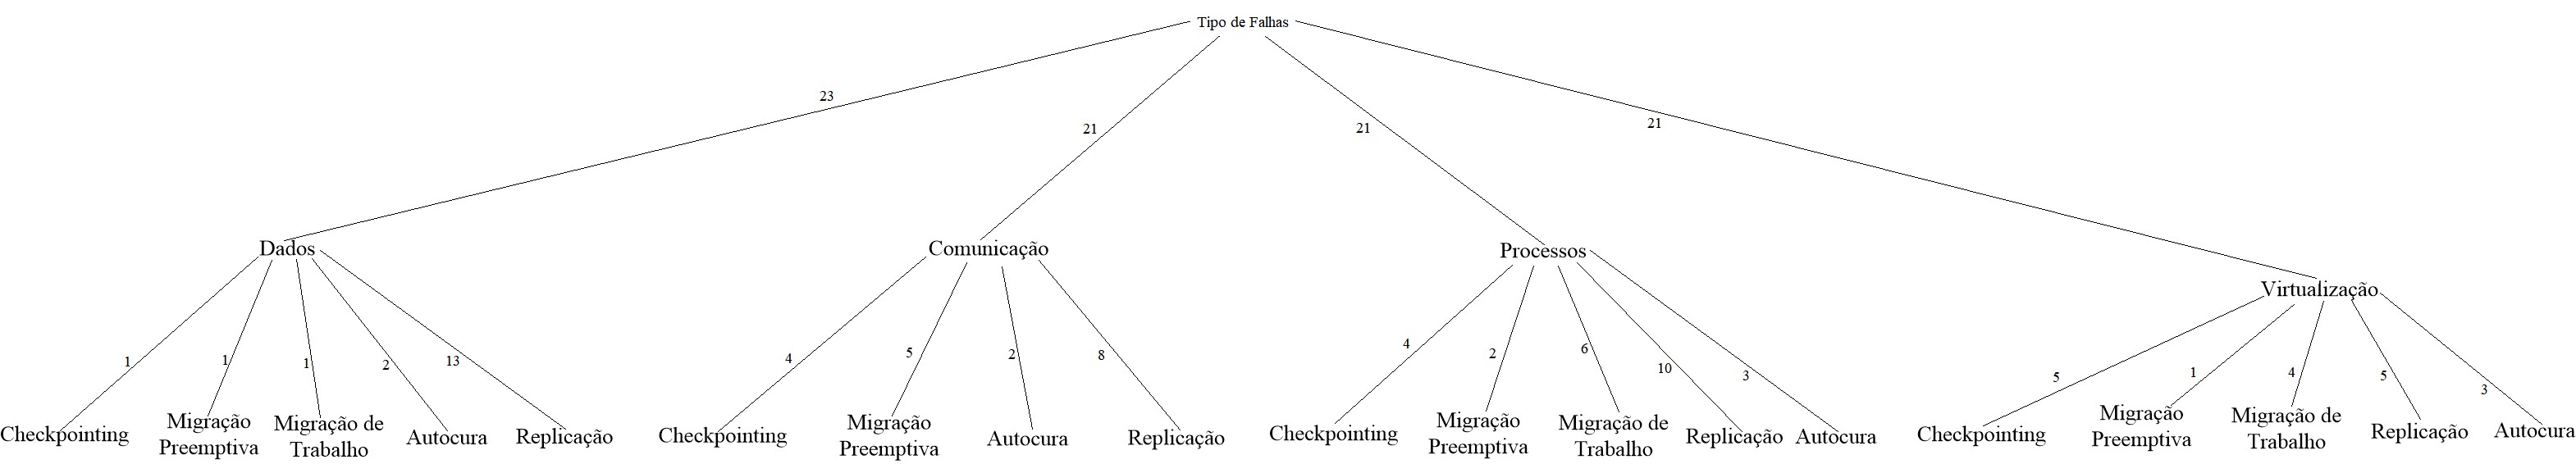 Tipo de Falhas
23
21
21
21
Dados
Comunicação
Processos
Virtualização
1
1
1
2
13
4
5
2
8
4
2
6
10
3
5
1
4
5
3
Checkpointing
Migração
Preemptiva
Migração de
Trabalho
Autocura
Replicação
Checkpointing
Migração
Preemptiva
Autocura
Replicação
Checkpointing
Migração
Preemptiva
Migração de
Trabalho
Replicação
Autocura
Checkpointing
Migração
Preemptiva
Migração de
Trabalho
Replicação
Autocura